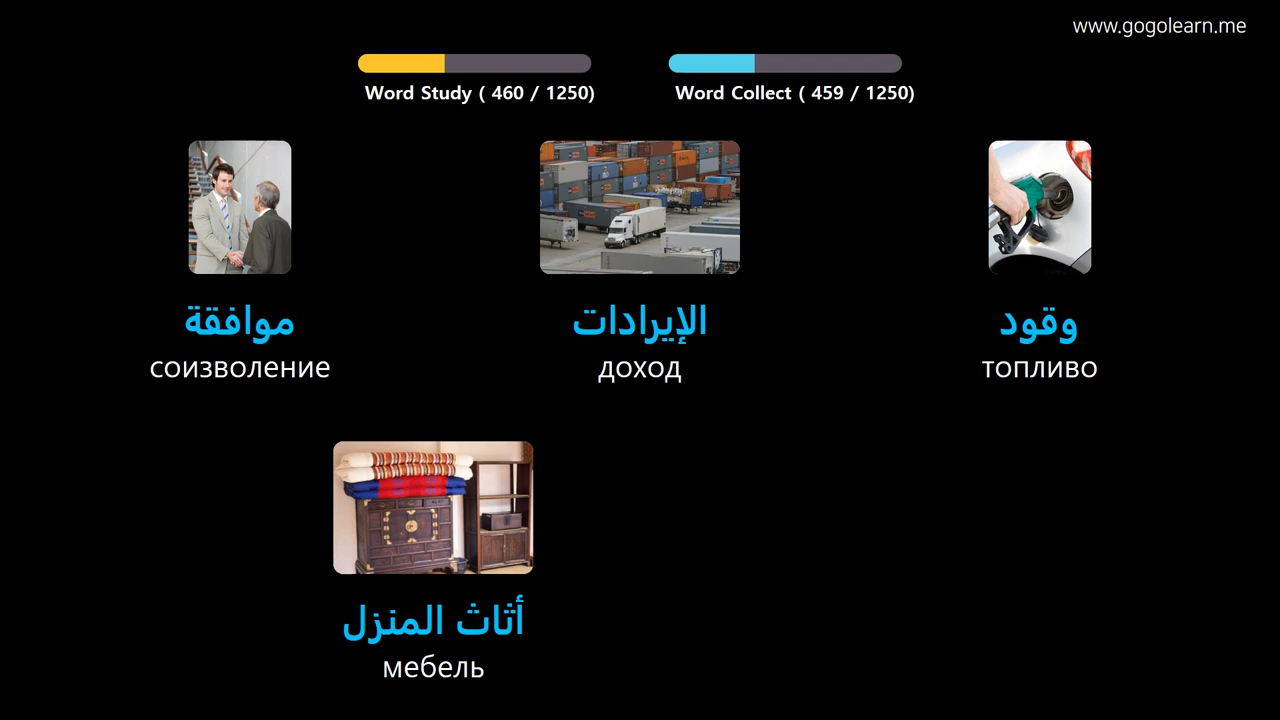 www.gogolearn.me
Word Study ( 460 / 1250)
Word Collect ( 459 / 1250)
موافقة
соизволение
الإيرادات
доход
وقود
топливо
أثاث المنزل
мебель